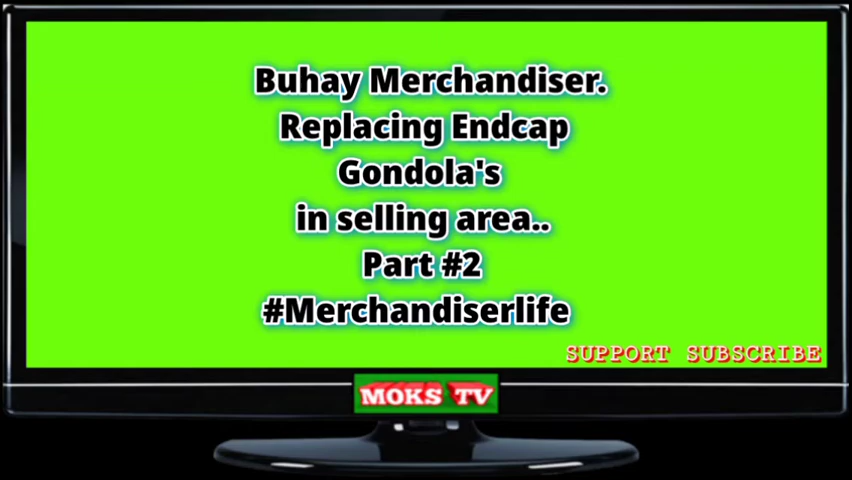 Buhay Merchandiser.
Replacing Endcap
Gondola's
in selling area..
Part #2
#Merchandiserlife
SUPPORT SUBSCRIBE
MOKS TV